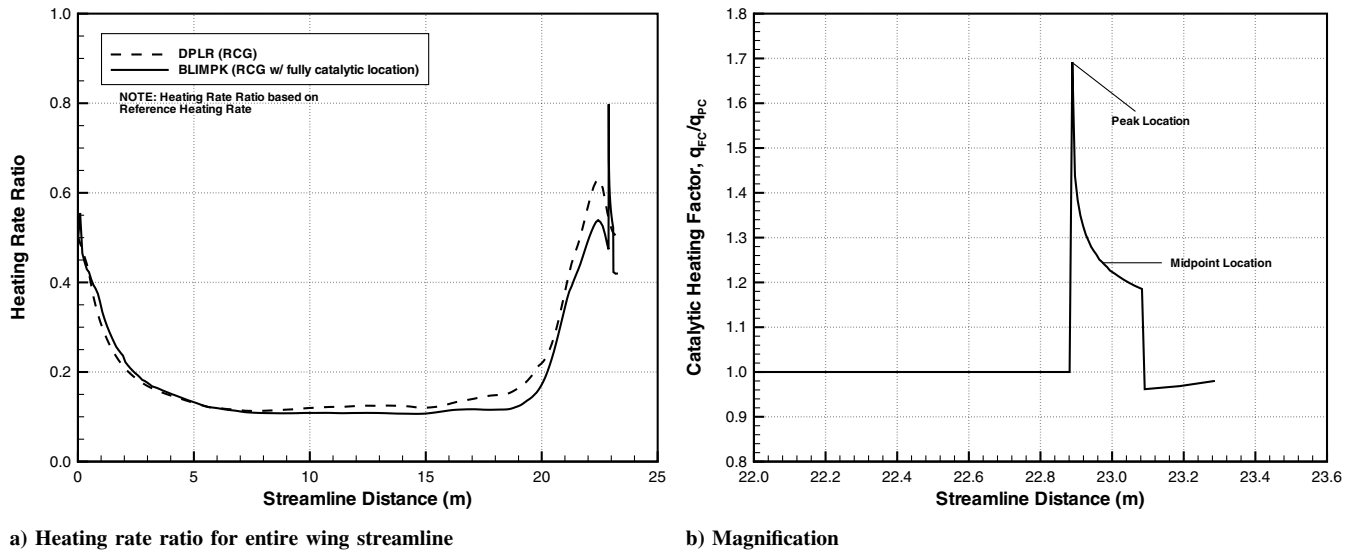 1.0
0.8
0.6
0.4
0.2
0.0
Heating Rate Ratio
DPLR (RCG)
BLIMPK (RCG w/ fully catalytic location)
NOTE: Heating Rate Ratio based on
Reference Heating Rate
0 5 10 15 20 25
Streamline Distance (m)
a) Heating rate ratio for entire wing streamline
1.8
1.7
1.6
1.5
1.4
1.3
1.2
1.1
1.0
0.9
0.8
Catalytic Heating Factor, qFC/qPC
Peak Location
Midpoint Location
22.0 22.2 22.4 22.6 22.8 23.0 23.2 23.4 23.6
Streamline Distance (m)
b) Magnification